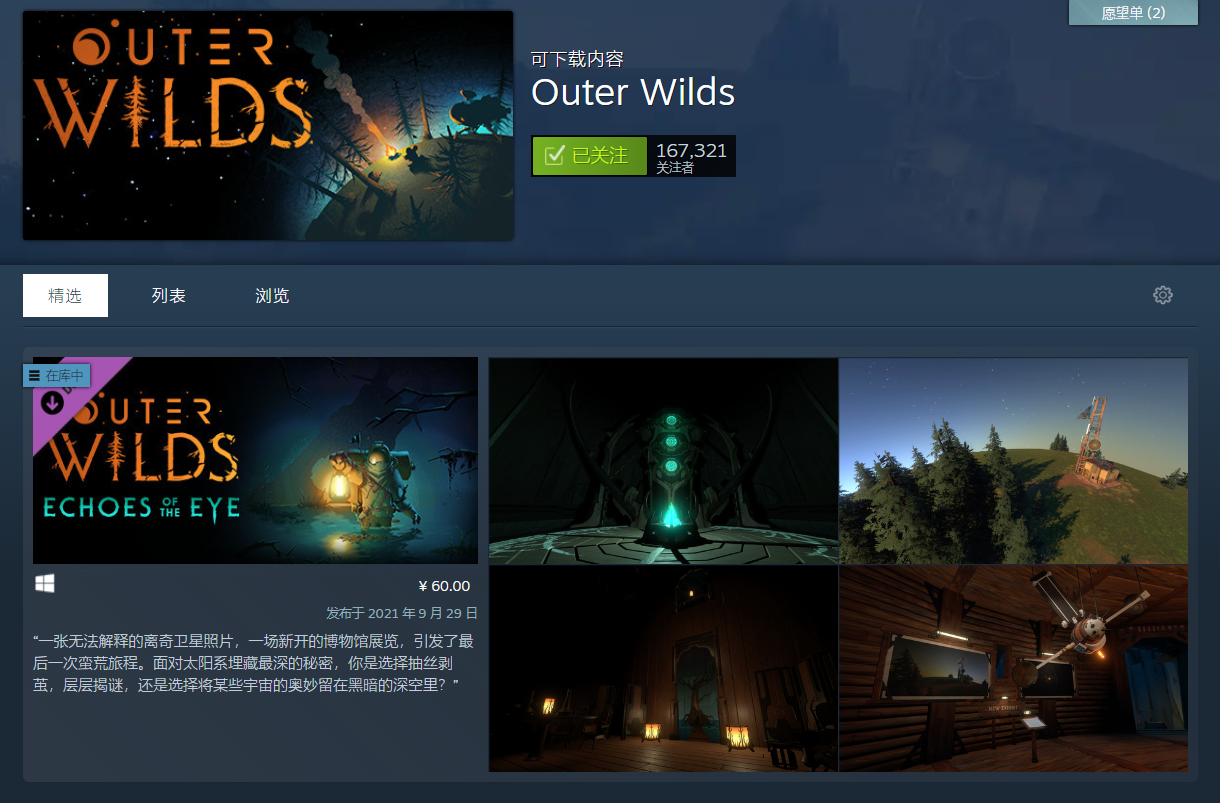 愿望单 (2)
OUTER
WILDS
可下载内容
Outer Wilds
已关注
167,321
关注者
精选
列表
浏览
在库中
OUTER
WILDS
ECHOES OF THE EYE
¥ 60.00
发布于 2021 年 9 月 29 日
“一张无法解释的离奇卫星照片，一场新开的博物馆展览，引发了最
后一次蛮荒旅程。面对太阳系埋藏最深的秘密，你是选择抽丝剥
茧，层层揭谜，还是选择将某些宇宙的奥妙留在黑暗的深空里？”
NEW EXHIBIT